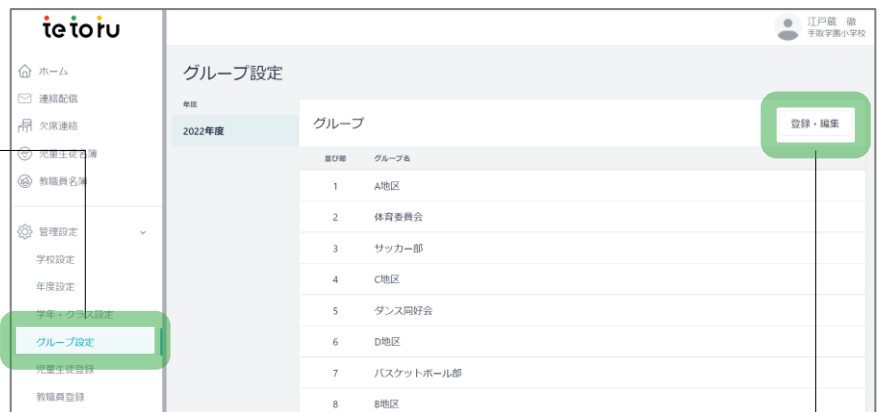 tetoru
江戸蔵 徹
手取学園小学校
ホーム
連絡配信
欠席連絡
児童生徒名簿
教職員名簿
管理設定
学校設定
年度設定
学年・クラス設定
グループ設定
児童生徒登録
教職員登録
グループ設定
年度
2022年度
グループ
登録・編集
並び順 グループ名
1 A地区
2 体育委員会
3 サッカー部
4 C地区
5 ダンス同好会
6 D地区
7 バスケットボール部
8 B地区